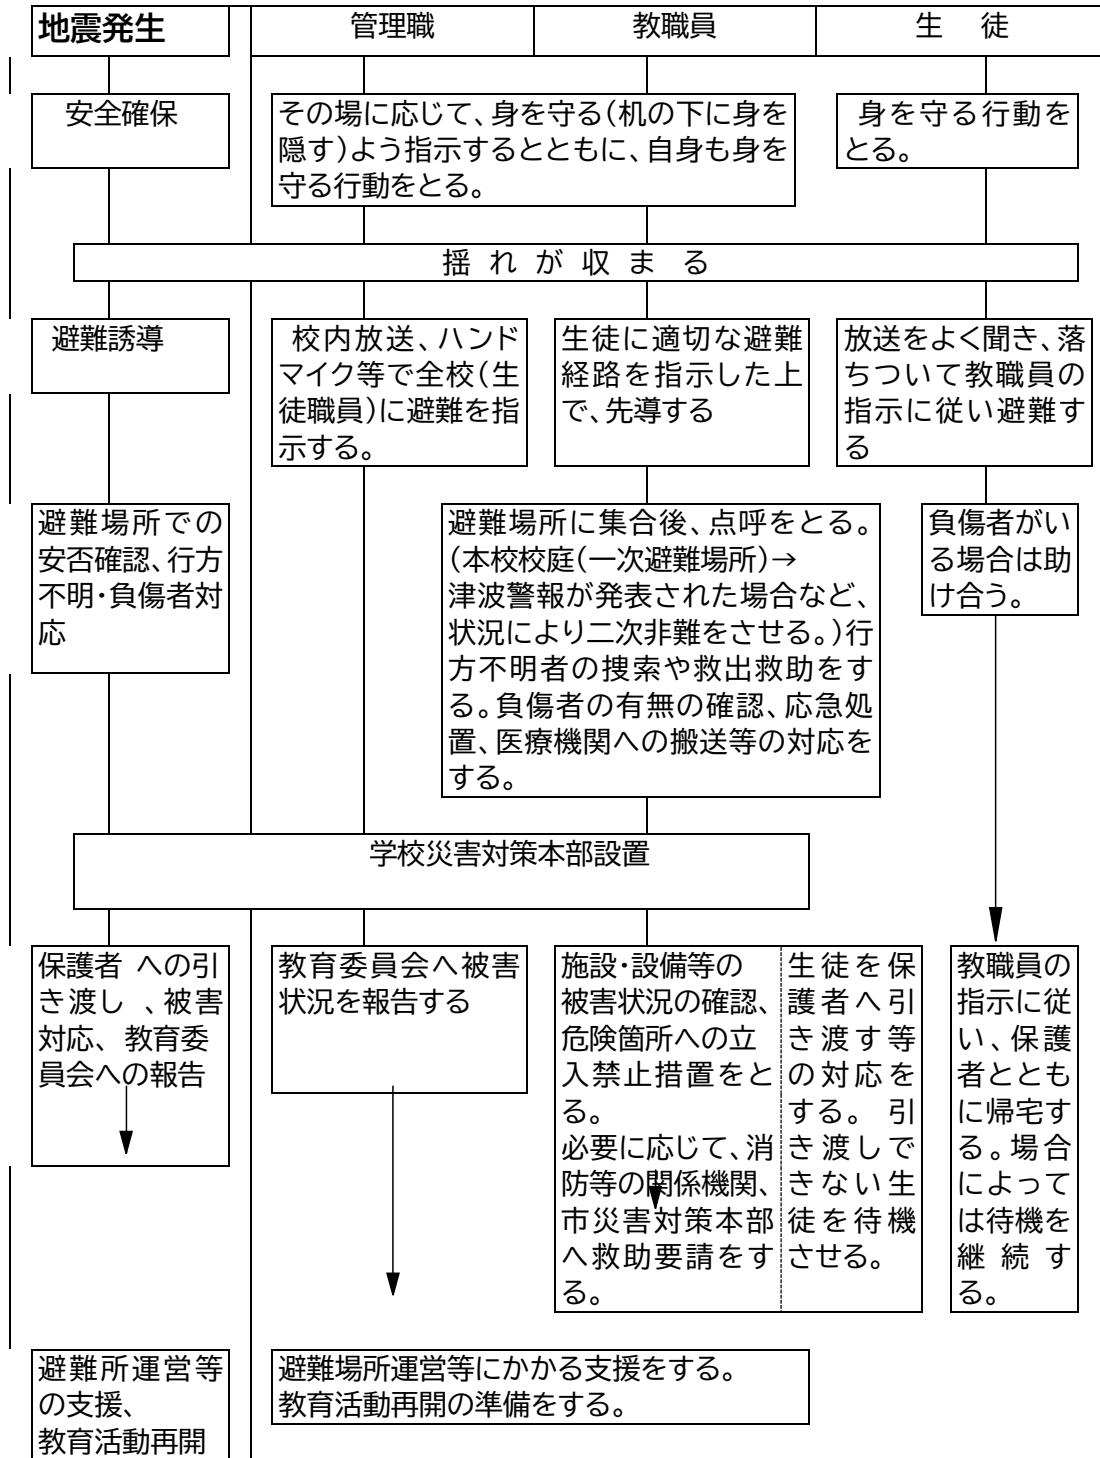 地震発生
管理職
教職員
生 徒
安全確保
その場に応じて、身を守る（机の下に身を
隠す）よう指示するとともに、自身も身を
守る行動をとる。
身を守る行動を
とる。
揺れが収まる
避難誘導
校内放送、ハンド
マイク等で全校（生
徒職員）に避難を指
示する。
生徒に適切な避難
経路を指示した上
で、先導する
放送をよく聞き、落
ちついて教職員の
指示に従い避難す
る
避難場所での
安否確認、行方
不明・負傷者対
応
避難場所に集合後、点呼をとる。
（本校校庭（一次避難場所）→
津波警報が発表された場合など、
状況により二次非難をさせる。）行
方不明者の捜索や救出救助をす
る。負傷者の有無の確認、応急処
置、医療機関への搬送等の対応を
する。
負傷者がい
る場合は助
け合う。
学校災害対策本部設置
保護者 への引
き渡し 、被害
対応、 教育委
員会への報告
教育委員会へ被害
状況を報告する
施設・設備等の
被害状況の確認、
危険箇所への立
入禁止措置をと
る。
必要に応じて、消
防等の関係機関、
市災害対策本部
へ救助要請をす
る。
生徒を保
護者へ引
き渡す等
の対応を
する。 引
き渡しで
きない生
徒を待機
させる。
教職員の
指示に従
い、保護
者ととも
に帰宅す
る。場合
によって
は待機を
継続す
る。
避難所運営等
の支援、
教育活動再開
避難場所運営等にかかる支援をする。
教育活動再開の準備をする。